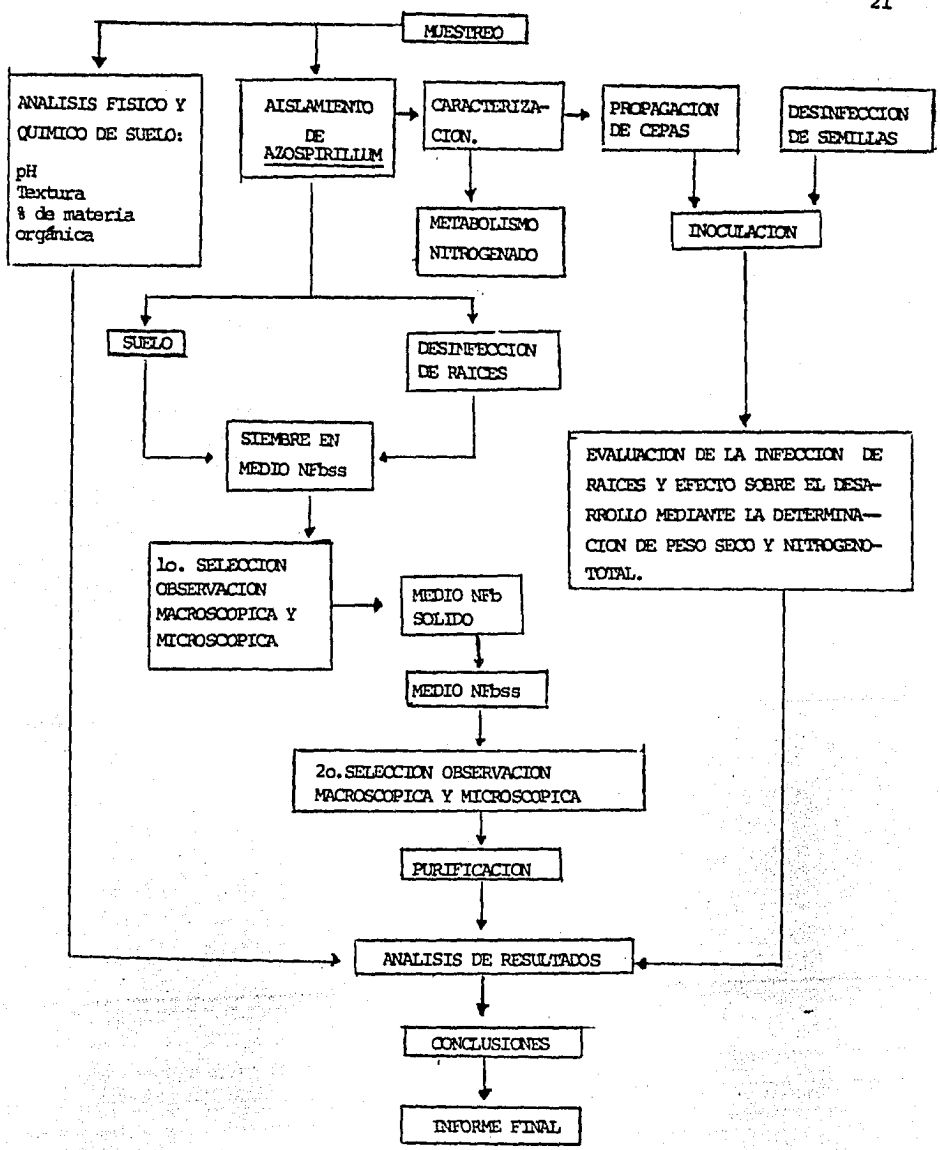 21
MUESTREO
ANALISIS FISICO Y
QUIMICO DE SUELO:
pH
Textura
% de materia
orgánica
AISLAMIENTO
DE
AZOSPIRILLUM
CARACTERIZA-
CION.
PROPAGACION
DE CEPAS
DESINFECCION
DE SEMILLAS
METABOLISMO
NITROGENADO
INOCULACION
SUELO
DESINFECCION
DE RAICES
SIEMBRE EN
MEDIO NFbss
EVALUACION DE LA INFECCION DE
RAICES Y EFECTO SOBRE EL DESA-
RROLLO MEDIANTE LA DETERMINA-
CION DE PESO SECO Y NITROGENO-
TOTAL.
1o. SELECCION
OBSERVACION
MACROSCOPICA Y
MICROSCOPICA
MEDIO NFb
SOLIDO
MEDIO NFbss
2o.SELECCION OBSERVACION
MACROSCOPICA Y MICROSCOPICA
PURIFICACION
ANALISIS DE RESULTADOS
CONCLUSIONES
INFORME FINAL